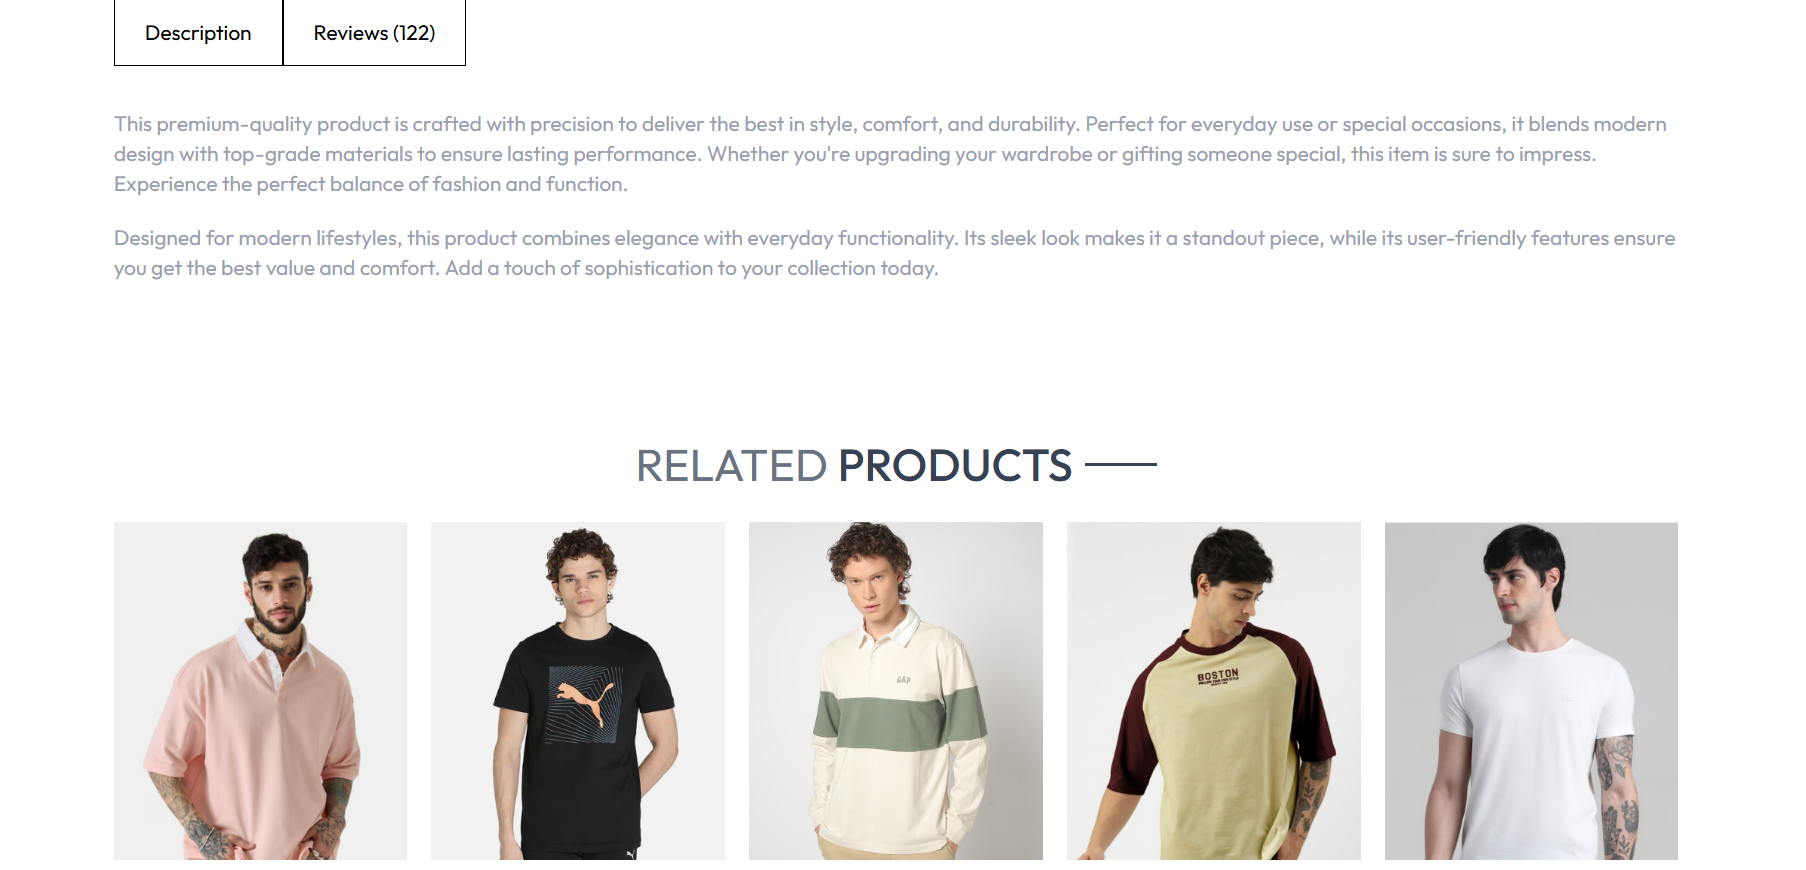 Description
Reviews (122)
This premium-quality product is crafted with precision to deliver the best in style, comfort, and durability. Perfect for everyday use or special occasions, it blends modern
design with top-grade materials to ensure lasting performance. Whether you're upgrading your wardrobe or gifting someone special, this item is sure to impress.
Experience the perfect balance of fashion and function.
Designed for modern lifestyles, this product combines elegance with everyday functionality. Its sleek look makes it a standout piece, while its user-friendly features ensure
you get the best value and comfort. Add a touch of sophistication to your collection today.
RELATED PRODUCTS
GAP
BOSTON